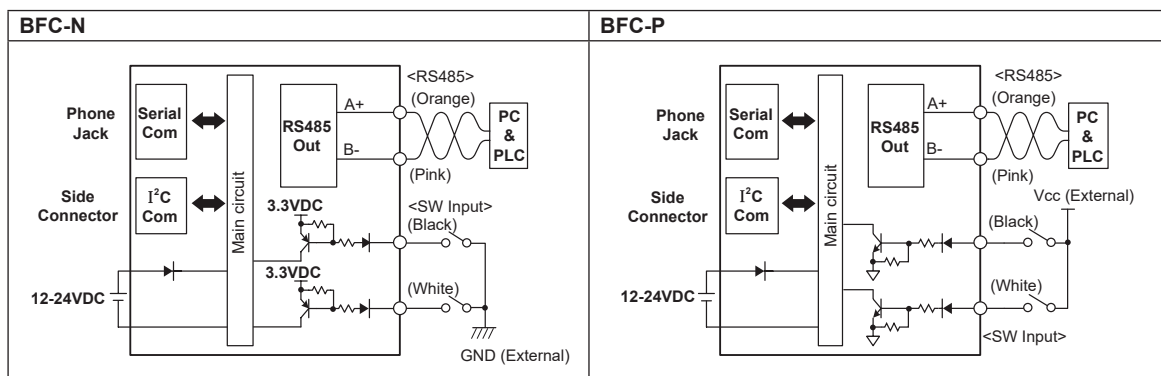 BFC-N
<RS485>
(Orange)
Phone
Jack
Serial
Com
Main circuit
RS485
Out
A+
B-
PC
&
PLC
(Pink)
Side
Connector
I²C
Com
3.3VDC
<SW Input>
(Black)
3.3VDC
12-24VDC
(White)
GND (External)
BFC-P
<RS485>
(Orange)
Phone
Jack
Serial
Com
Main circuit
RS485
Out
A+
B-
PC
&
PLC
(Pink)
Side
Connector
I²C
Com
Vcc (External)
(Black)
12-24VDC
(White)
<SW Input>